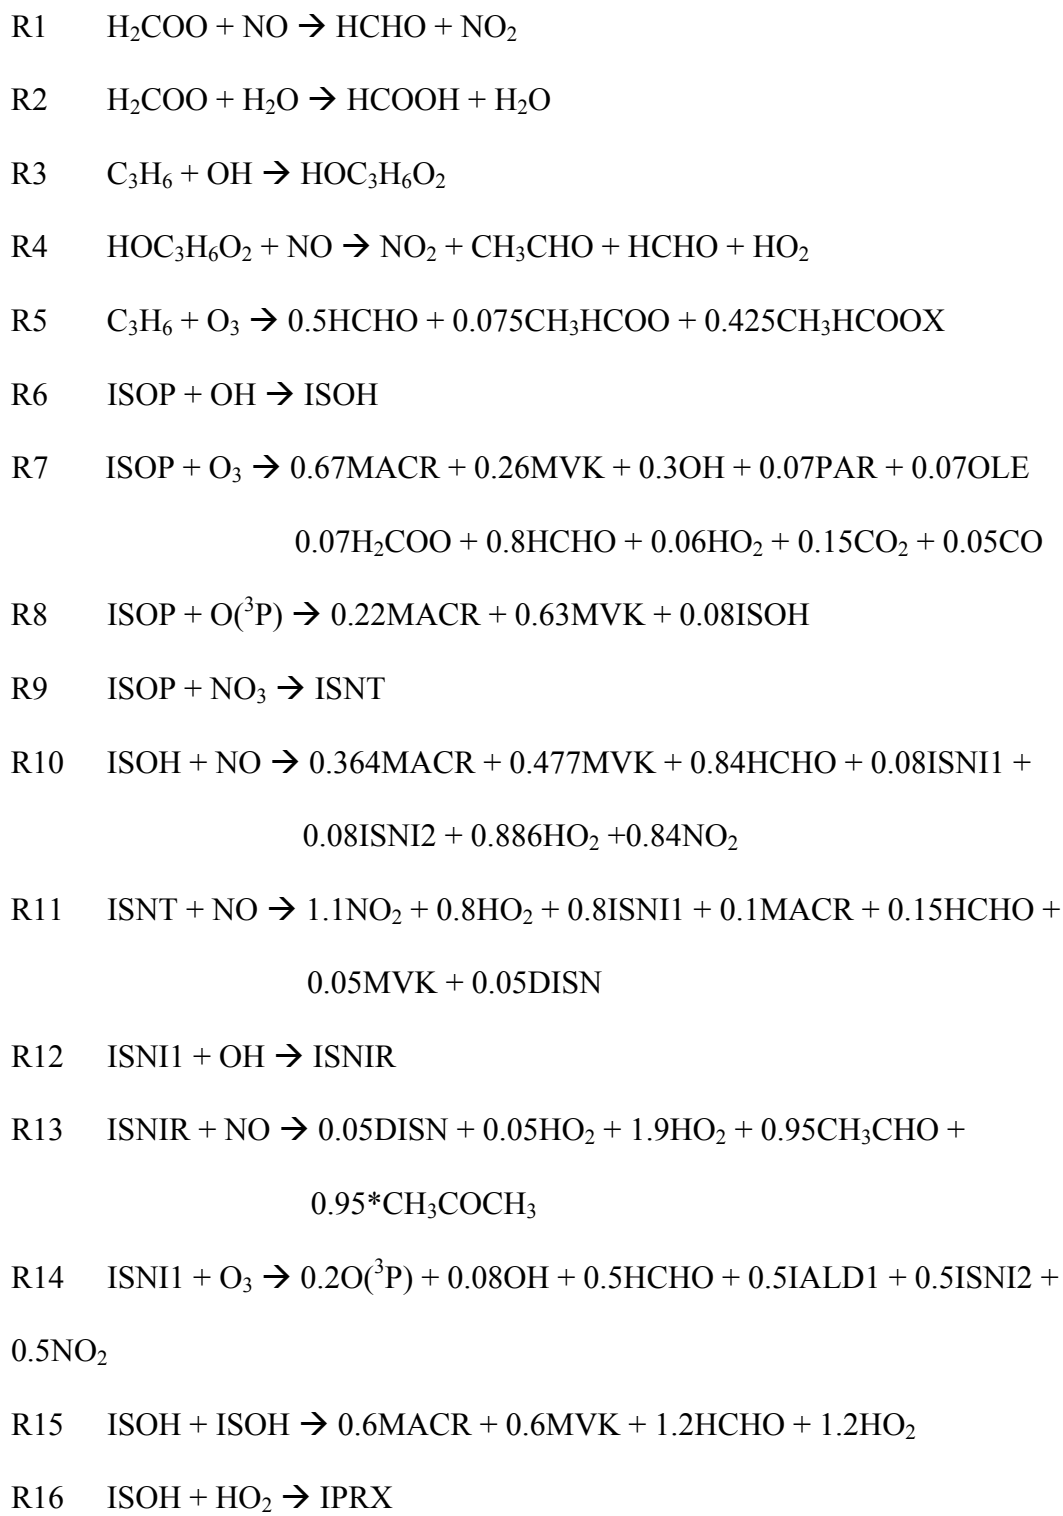 R1 H₂COO + NO → HCHO + NO₂
R2 H₂COO + H₂O → HCOOH + H₂O
R3 C₃H₆ + OH → HOC₃H₆O₂
R4 HOC₃H₆O₂ + NO → NO₂ + CH₃CHO + HCHO + HO₂
R5 C₃H₆ + O₃ → 0.5HCHO + 0.075CH₃HCOO + 0.425CH₃HCOOX
R6 ISOP + OH → ISOH
R7 ISOP + O₃ → 0.67MACR + 0.26MVK + 0.3OH + 0.07PAR + 0.07OLE
0.07H₂COO + 0.8HCHO + 0.06HO₂ + 0.15CO₂ + 0.05CO
R8 ISOP + O(³P) → 0.22MACR + 0.63MVK + 0.08ISOH
R9 ISOP + NO₃ → ISNT
R10 ISOH + NO → 0.364MACR + 0.477MVK + 0.84HCHO + 0.08ISNI1 +
0.08ISNI2 + 0.886HO₂ +0.84NO₂
R11 ISNT + NO → 1.1NO₂ + 0.8HO₂ + 0.8ISNI1 + 0.1MACR + 0.15HCHO +
0.05MVK + 0.05DISN
R12 ISNI1 + OH → ISNIR
R13 ISNIR + NO → 0.05DISN + 0.05HO₂ + 1.9HO₂ + 0.95CH₃CHO +
0.95*CH₃COCH₃
R14 ISNI1 + O₃ → 0.2O(³P) + 0.08OH + 0.5HCHO + 0.5IALD1 + 0.5ISNI2 +
0.5NO₂
R15 ISOH + ISOH → 0.6MACR + 0.6MVK + 1.2HCHO + 1.2HO₂
R16 ISOH + HO₂ → IPRX